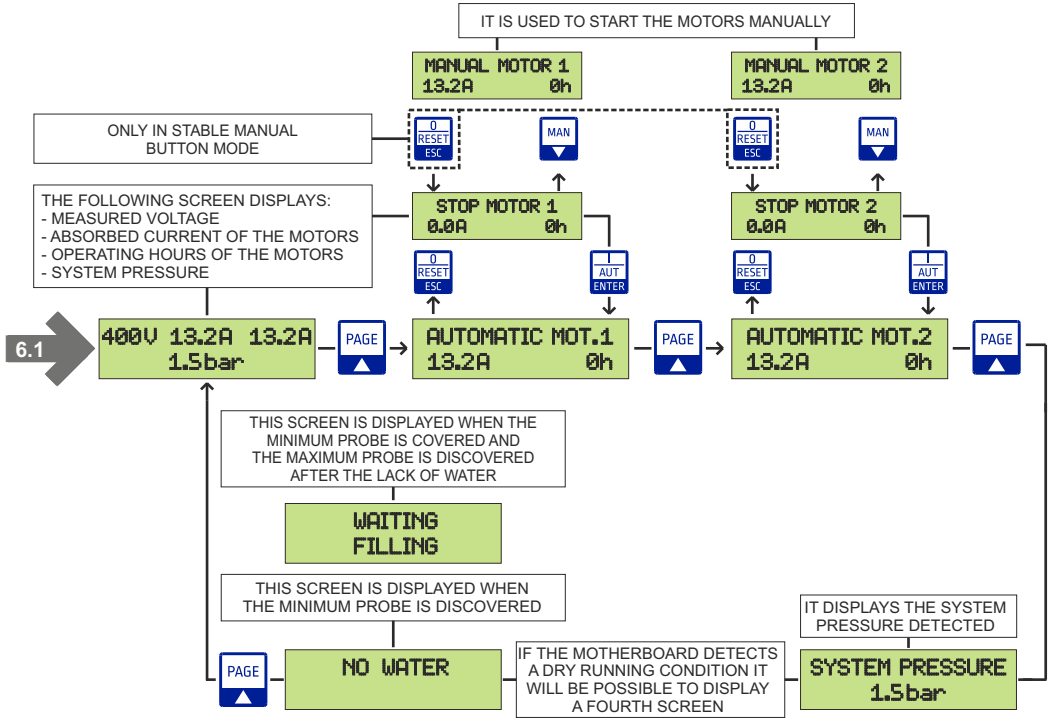 IT IS USED TO START THE MOTORS MANUALLY
MANUAL MOTOR 1
13.2A 0h
MANUAL MOTOR 2
13.2A 0h
ONLY IN STABLE MANUAL
BUTTON MODE
0
RESET
ESC
MAN
0
RESET
ESC
MAN
THE FOLLOWING SCREEN DISPLAYS:
- MEASURED VOLTAGE
- ABSORBED CURRENT OF THE MOTORS
- OPERATING HOURS OF THE MOTORS
- SYSTEM PRESSURE
STOP MOTOR 1
0.0A 0h
STOP MOTOR 2
0.0A 0h
0
RESET
ESC
I
AUT
ENTER
0
RESET
ESC
I
AUT
ENTER
6.1
400V 13.2A 13.2A
1.5bar
PAGE
AUTOMATIC MOT.1
13.2A 0h
PAGE
AUTOMATIC MOT.2
13.2A 0h
PAGE
THIS SCREEN IS DISPLAYED WHEN THE
MINIMUM PROBE IS COVERED AND
THE MAXIMUM PROBE IS DISCOVERED
AFTER THE LACK OF WATER
WAITING
FILLING
THIS SCREEN IS DISPLAYED WHEN
THE MINIMUM PROBE IS DISCOVERED
PAGE
NO WATER
IF THE MOTHERBOARD DETECTS
A DRY RUNNING CONDITION IT
WILL BE POSSIBLE TO DISPLAY
A FOURTH SCREEN
IT DISPLAYS THE SYSTEM
PRESSURE DETECTED
SYSTEM PRESSURE
1.5bar